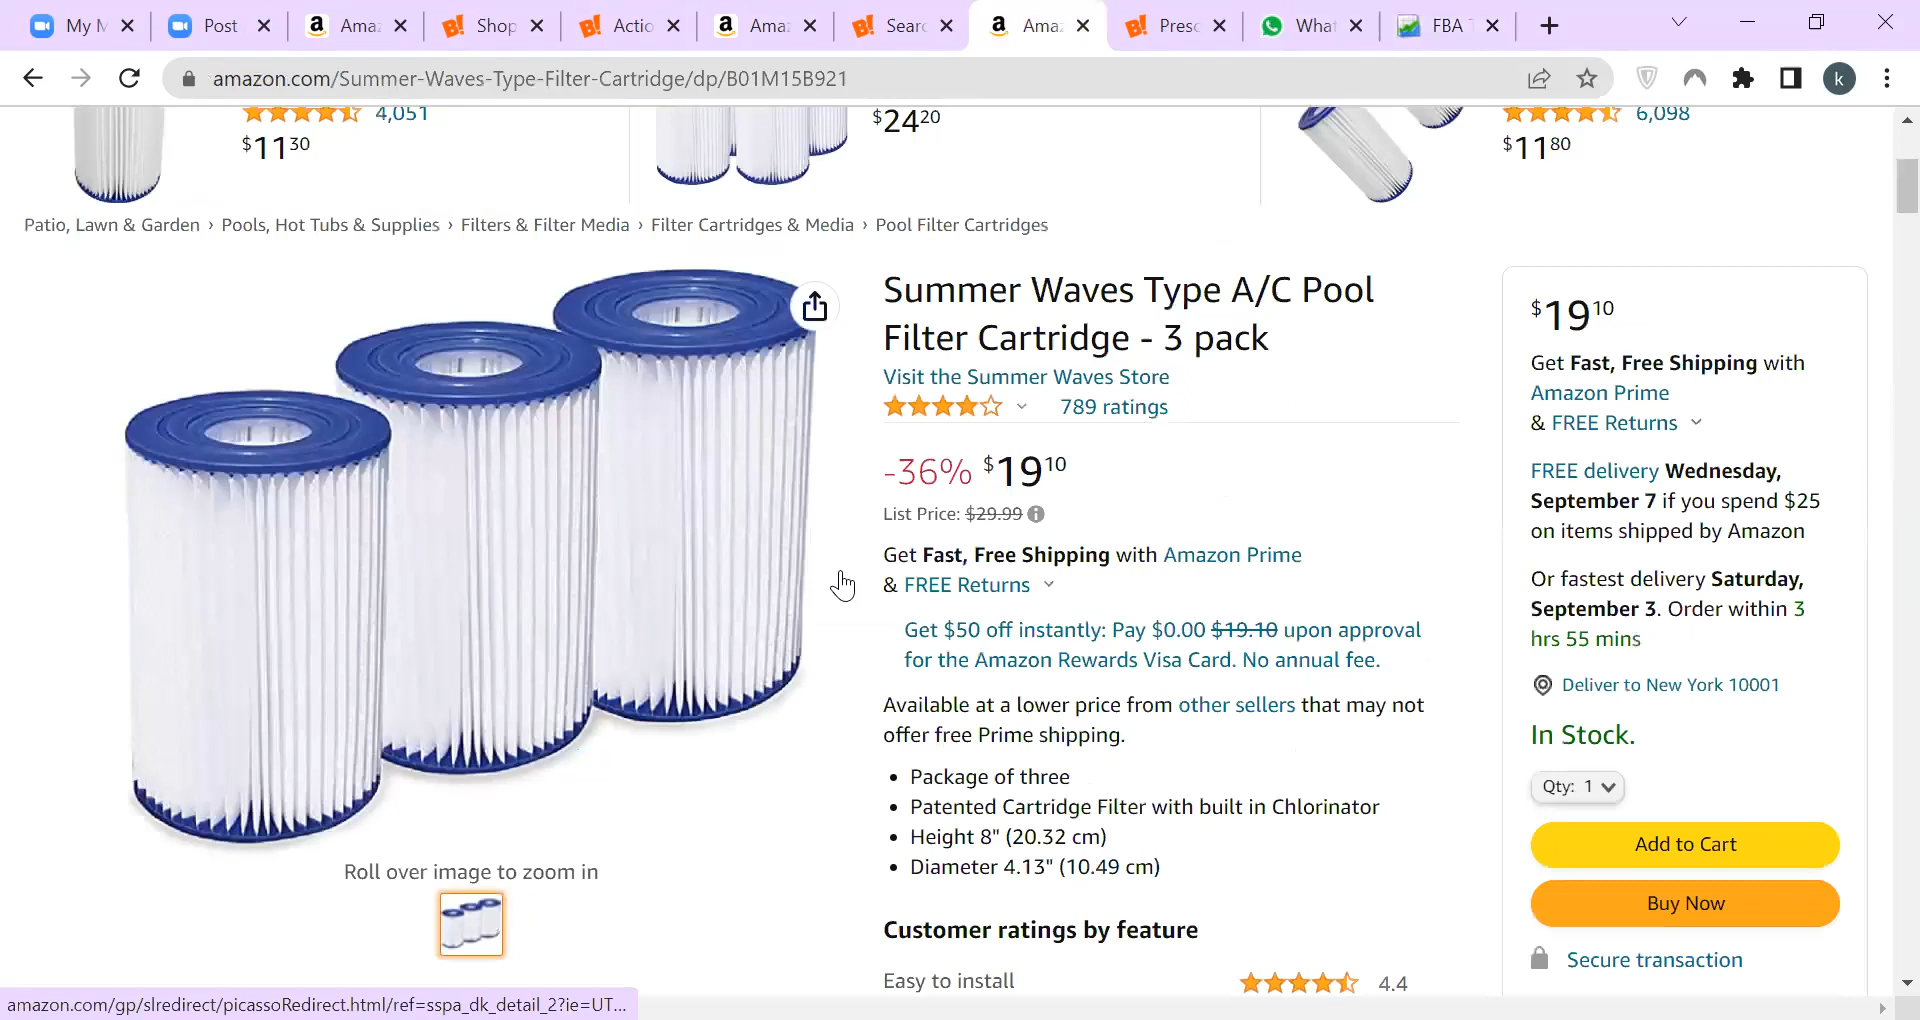 My M
Post
Ama
Shop
Actio
Ama
Sear
Ama
Presc
What
FBA T
amazon.com/Summer-Waves-Type-Filter-Cartridge/dp/B01M15B921
k
4,051
$11 30
$24 20
6,098
$11 80
Patio, Lawn & Garden › Pools, Hot Tubs & Supplies › Filters & Filter Media › Filter Cartridges & Media › Pool Filter Cartridges
Summer Waves Type A/C Pool
Filter Cartridge - 3 pack
Visit the Summer Waves Store
789 ratings
-36% $19 10
List Price: $29.99
Get Fast, Free Shipping with Amazon Prime
& FREE Returns
Get $50 off instantly: Pay $0.00 $19.10 upon approval
for the Amazon Rewards Visa Card. No annual fee.
Available at a lower price from other sellers that may not
offer free Prime shipping.
• Package of three
• Patented Cartridge Filter with built in Chlorinator
• Height 8" (20.32 cm)
• Diameter 4.13" (10.49 cm)
Customer ratings by feature
Easy to install 4.4
Roll over image to zoom in
$19 10
Get Fast, Free Shipping with
Amazon Prime
& FREE Returns
FREE delivery Wednesday,
September 7 if you spend $25
on items shipped by Amazon
Or fastest delivery Saturday,
September 3. Order within 3
hrs 55 mins
Deliver to New York 10001
In Stock.
Qty: 1
Add to Cart
Buy Now
Secure transaction
amazon.com/gp/slredirect/picassoRedirect.html/ref=sspa_dk_detail_2?ie=UT...